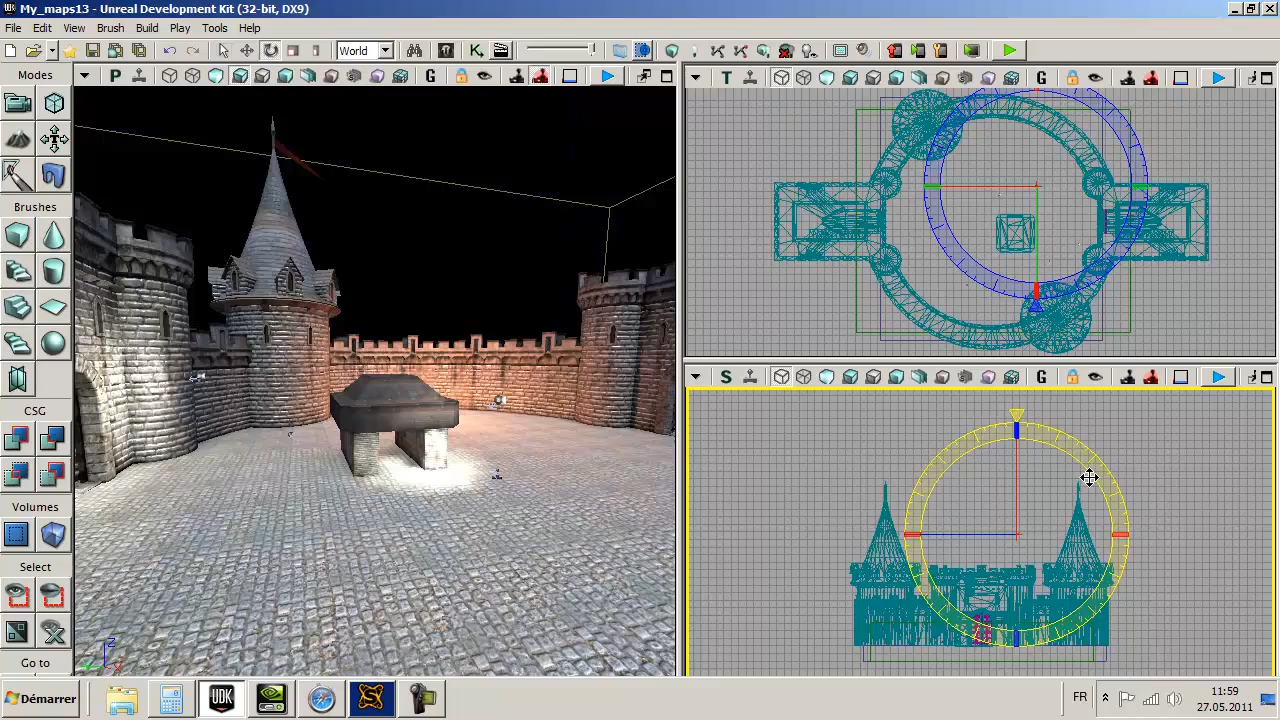 My_maps13 - Unreal Development Kit (32-bit, DX9)
File Edit View Brush Build Play Tools Help
World
Modes
P G
T G
Brushes
S G
CSG
Volumes
Select
Go to
Z
X
Démarrer
UDK
FR
11:59
27.05.2011